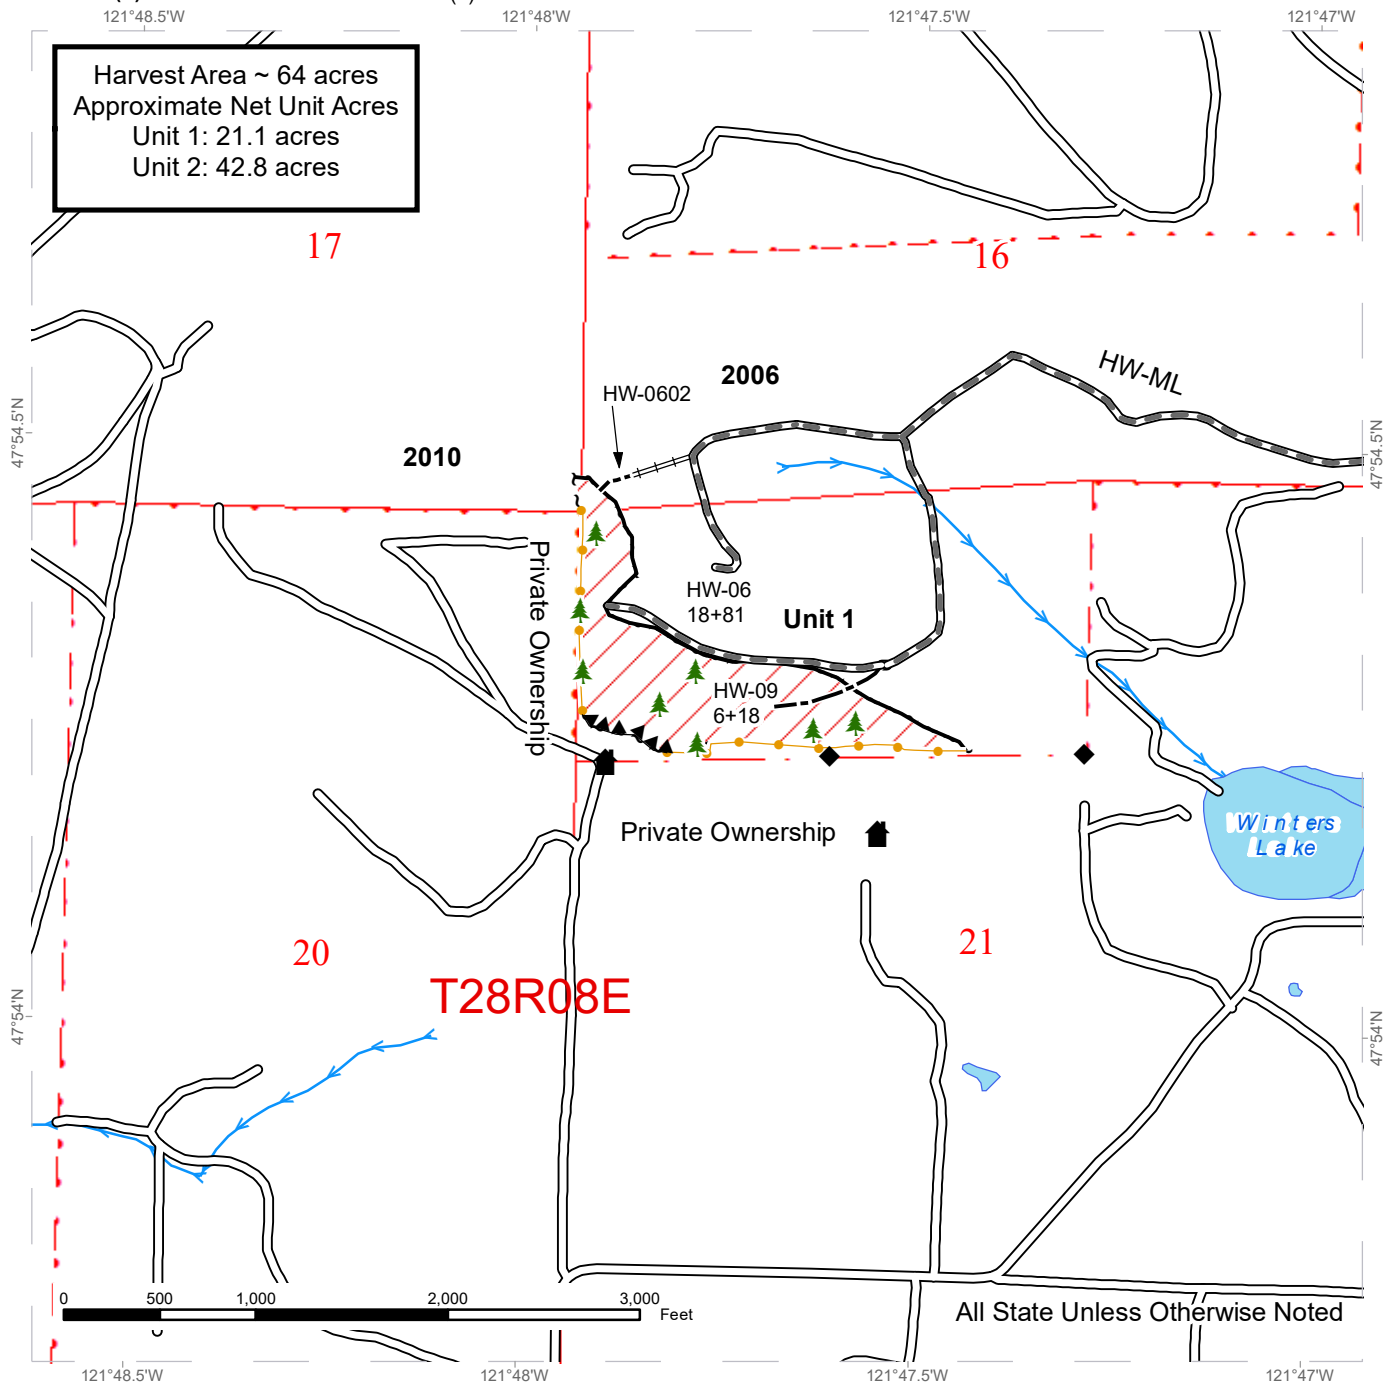 121°48.5'W
121°48'W
121°47.5'W
121°47'W
Harvest Area ~ 64 acres
Approximate Net Unit Acres
Unit 1: 21.1 acres
Unit 2: 42.8 acres
17
16
HW-ML
2006
HW-0602
47°54.5'N
47°54.5'N
2010
Private Ownership
HW-06
18+81
Unit 1
HW-09
6+18
Private Ownership
Winters
Lake
20
21
T28R08E
47°54'N
47°54'N
0
500
1,000
2,000
3,000
Feet
All State Unless Otherwise Noted
121°48.5'W
121°48'W
121°47.5'W
121°47'W